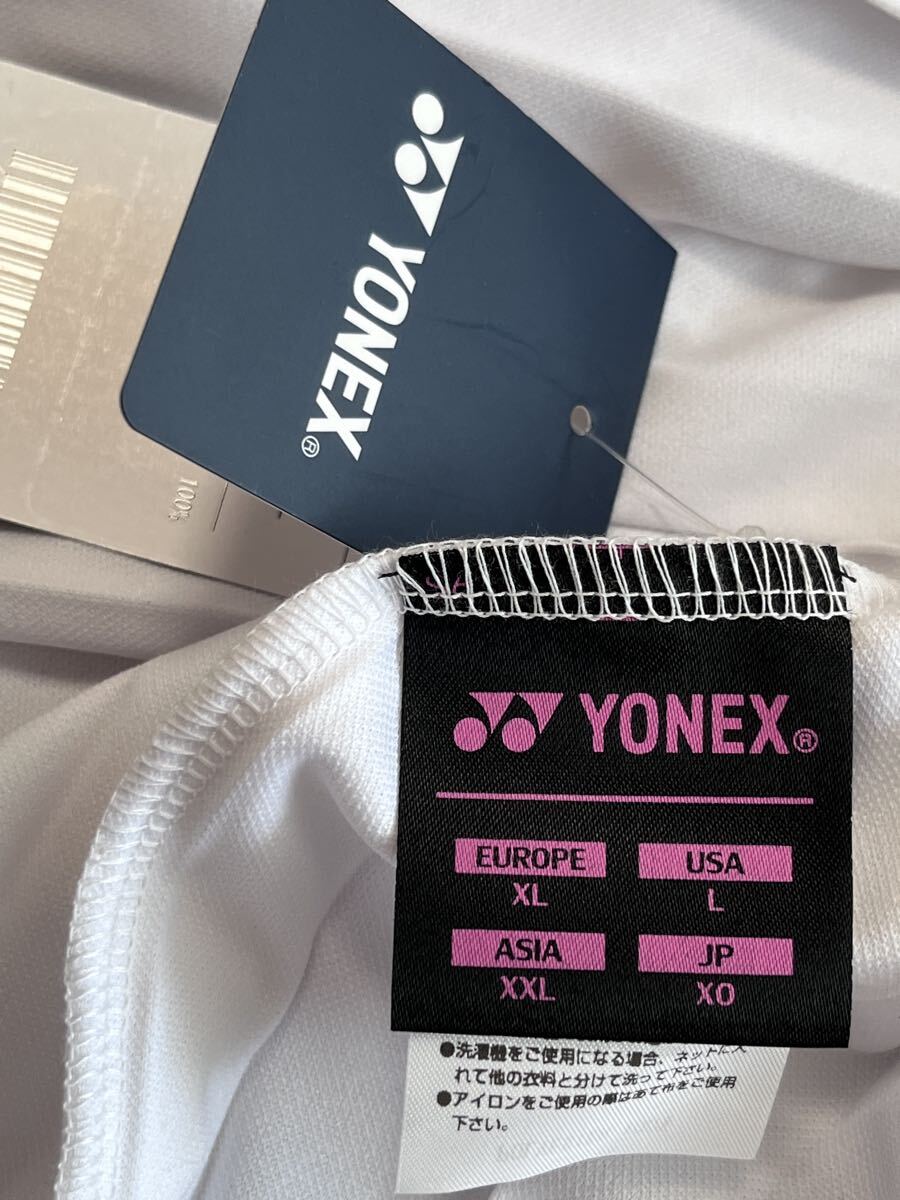 YONEX®
100%
YONEX®
EUROPE USA
XL L
ASIA JP
XXL XO
●洗濯機をご使用になる場合、ネットに入
れて他の衣料と分けて洗って下さい。
●アイロンをご使用の際はあて布をご使用
下さい。